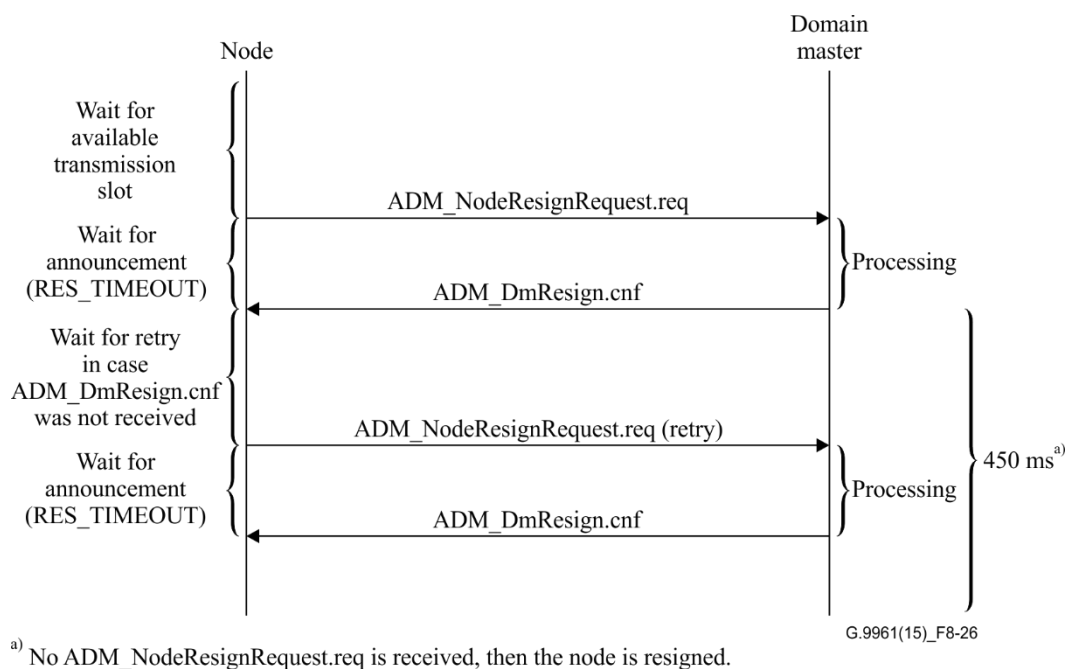 Node
Domain
master
Wait for
available
transmission
slot
ADM_NodeResignRequest.req
Wait for
announcement
(RES_TIMEOUT)
Processing
ADM_DmResign.cnf
Wait for retry
in case
ADM_DmResign.cnf
was not received
ADM_NodeResignRequest.req (retry)
Wait for
announcement
(RES_TIMEOUT)
Processing
450 ms a)
ADM_DmResign.cnf
G.9961(15)_F8-26
a) No ADM_NodeResignRequest.req is received, then the node is resigned.